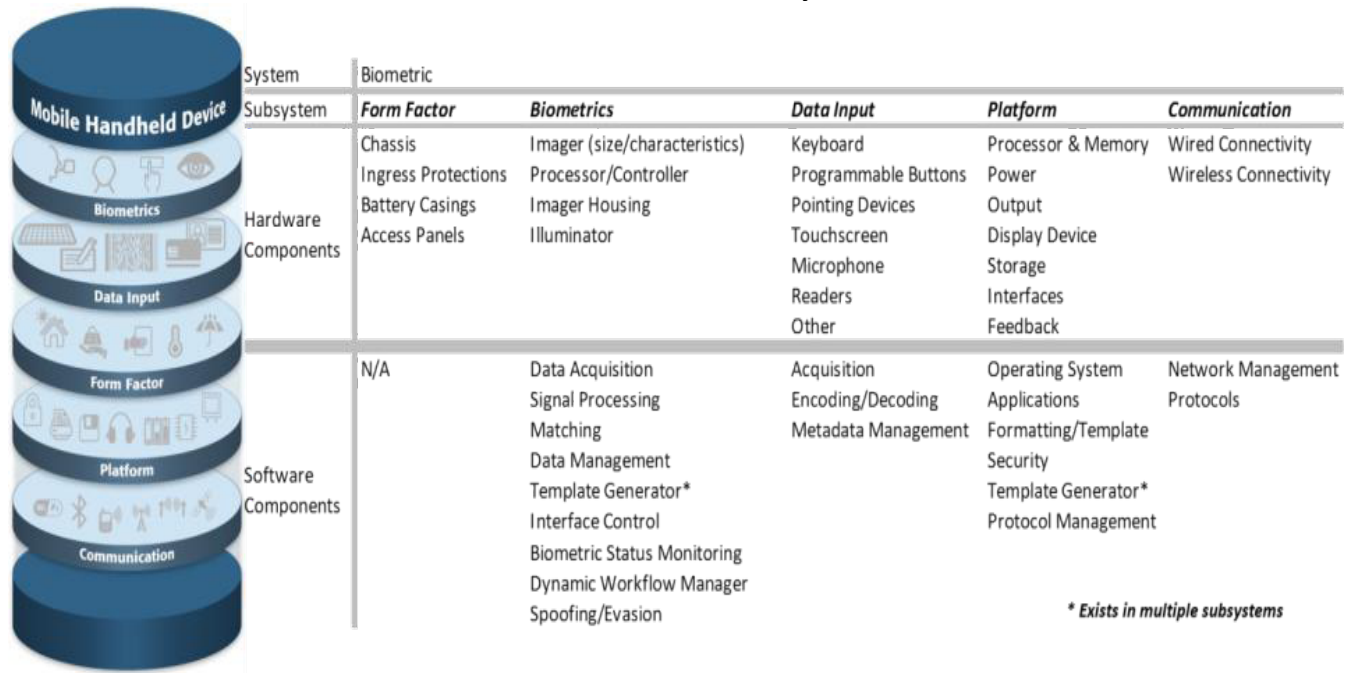 Mobile Handheld Device
Biometrics
Data Input
Form Factor
Platform
Communication
System Biometric
Subsystem Form Factor Biometrics Data Input Platform Communication
Hardware
Components
Chassis Imager (size/characteristics) Keyboard Processor & Memory Wired Connectivity
Ingress Protections Processor/Controller Programmable Buttons Power Wireless Connectivity
Battery Casings Imager Housing Pointing Devices Output
Access Panels Illuminator Touchscreen Display Device
Microphone Storage
Readers Interfaces
Other Feedback
Software
Components
N/A Data Acquisition Acquisition Operating System Network Management
Signal Processing Encoding/Decoding Applications Protocols
Matching Metadata Management Formatting/Template
Data Management Security
Template Generator* Template Generator*
Interface Control Protocol Management
Biometric Status Monitoring
Dynamic Workflow Manager
Spoofing/Evasion
* Exists in multiple subsystems